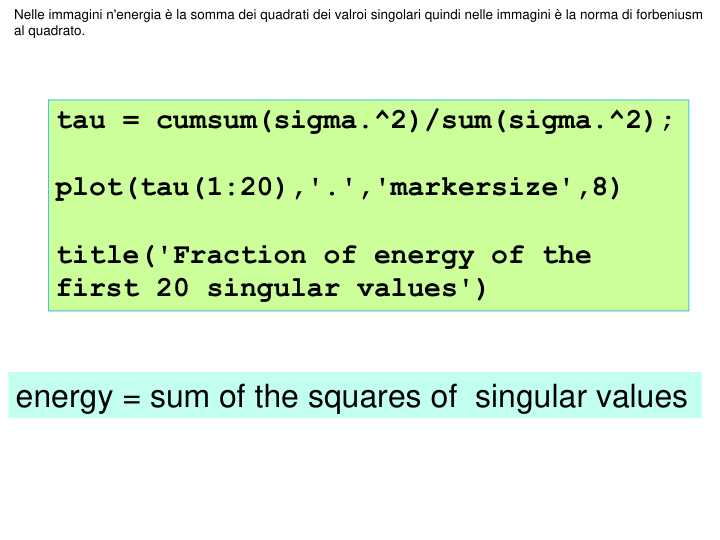 Nelle immagini n'energia è la somma dei quadrati dei valroi singolari quindi nelle immagini è la norma di forbeniusm
al quadrato.
tau = cumsum(sigma.^2)/sum(sigma.^2);
plot(tau(1:20),'.','markersize',8)
title('Fraction of energy of the
first 20 singular values')
energy = sum of the squares of  singular values